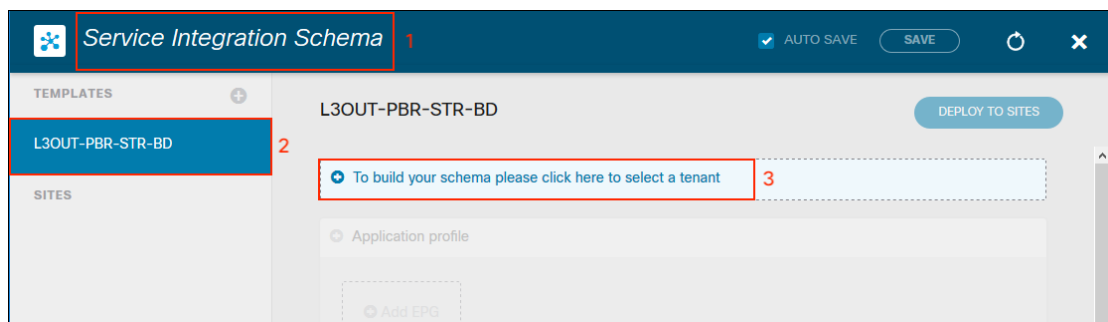 Service Integration Schema 1
AUTO SAVE SAVE
TEMPLATES
L3OUT-PBR-STR-BD
2
SITES
L3OUT-PBR-STR-BD
DEPLOY TO SITES
To build your schema please click here to select a tenant 3
Application profile
Add EPG